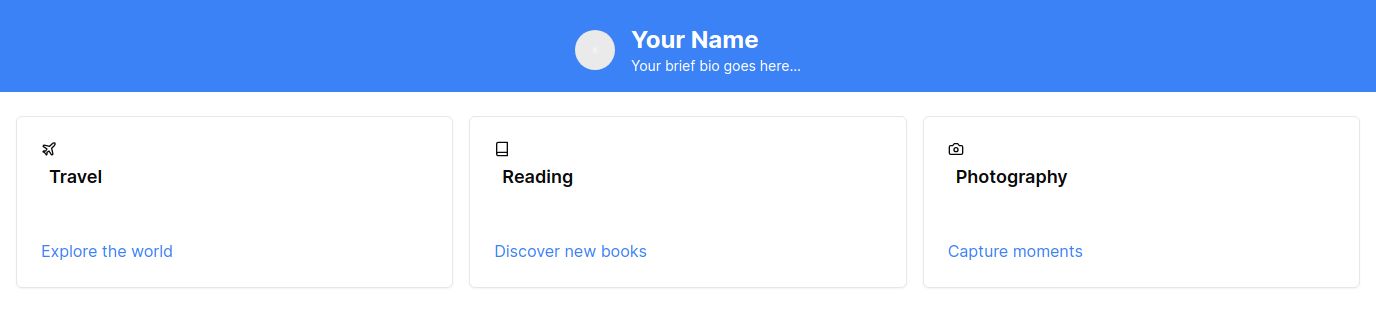 Your Name
Your brief bio goes here...
Travel
Explore the world
Reading
Discover new books
Photography
Capture moments